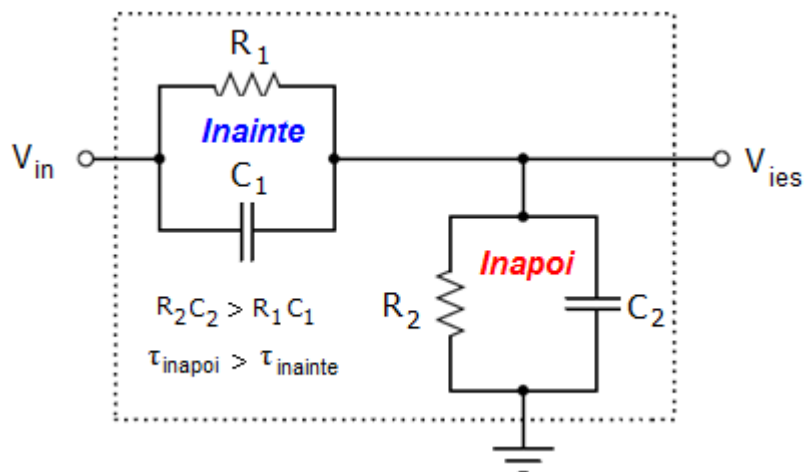 R1
Inainte
Vin
C1
Vies
Inapoi
R2
C2
R2C2 > R1C1
τinapoi > τinainte